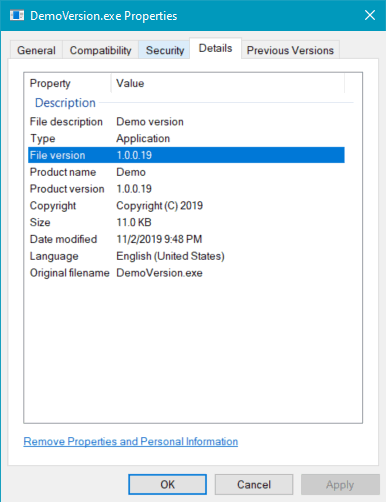 DemoVersion.exe Properties
General Compatibility Security Details Previous Versions
Property Value
Description
File description Demo version
Type Application
File version 1.0.0.19
Product name Demo
Product version 1.0.0.19
Copyright Copyright (C) 2019
Size 11.0 KB
Date modified 11/2/2019 9:48 PM
Language English (United States)
Original filename DemoVersion.exe
Remove Properties and Personal Information
OK Cancel Apply